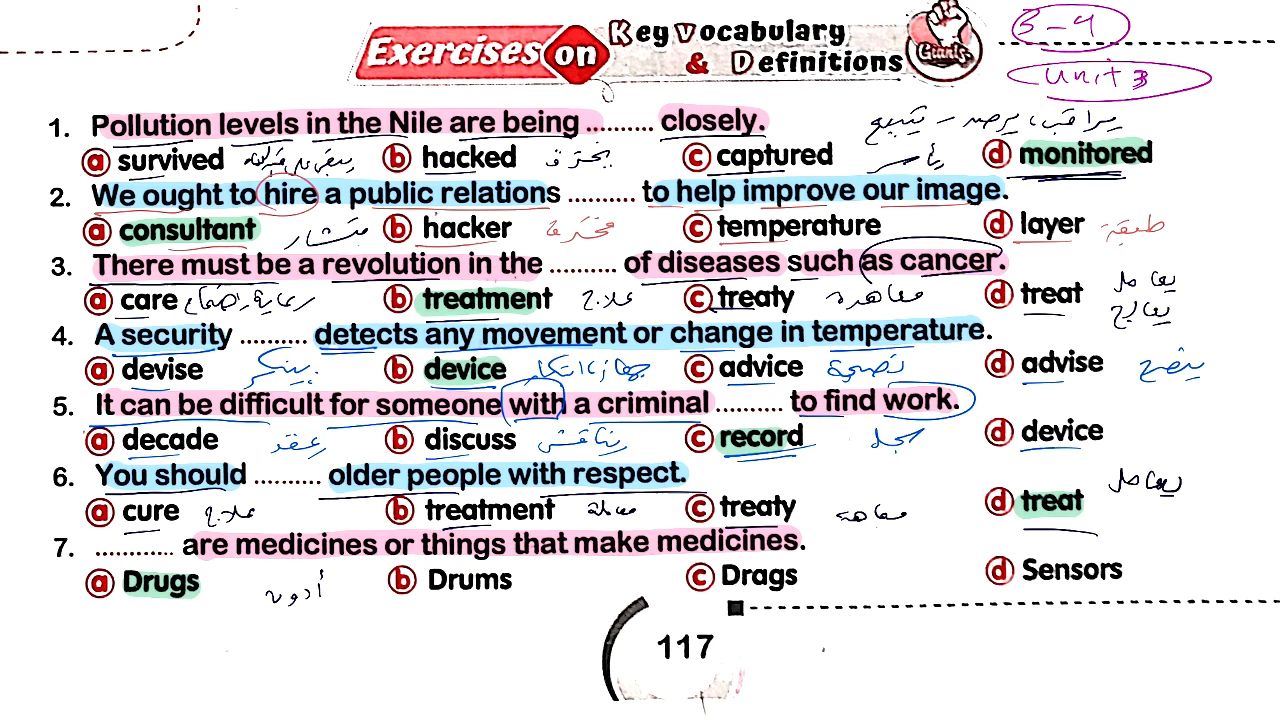 Exercises on Key Vocabulary
& Definitions
Giants
3-4
Unit 3
1. Pollution levels in the Nile are being .......... closely.
يراقب، يرصد - يتتبع
a survived b hacked يخترق c captured يأسر d monitored
2. We ought to hire a public relations .......... to help improve our image.
a consultant مستشار b hacker مخترق c temperature d layer طبقة
3. There must be a revolution in the .......... of diseases such as cancer.
a care رعاية b treatment علاج c treaty معاهدة d treat يعامل
يعالج
4. A security .......... detects any movement or change in temperature.
a devise يبتكر b device جهاز c advice نصيحة d advise ينصح
5. It can be difficult for someone with a criminal .......... to find work.
a decade عقد b discuss يناقش c record سجل d device
6. You should .......... older people with respect.
a cure علاج b treatment معاملة c treaty معاهدة d treat يعامل
7. ............ are medicines or things that make medicines.
a Drugs أدوية b Drums c Drags d Sensors
117